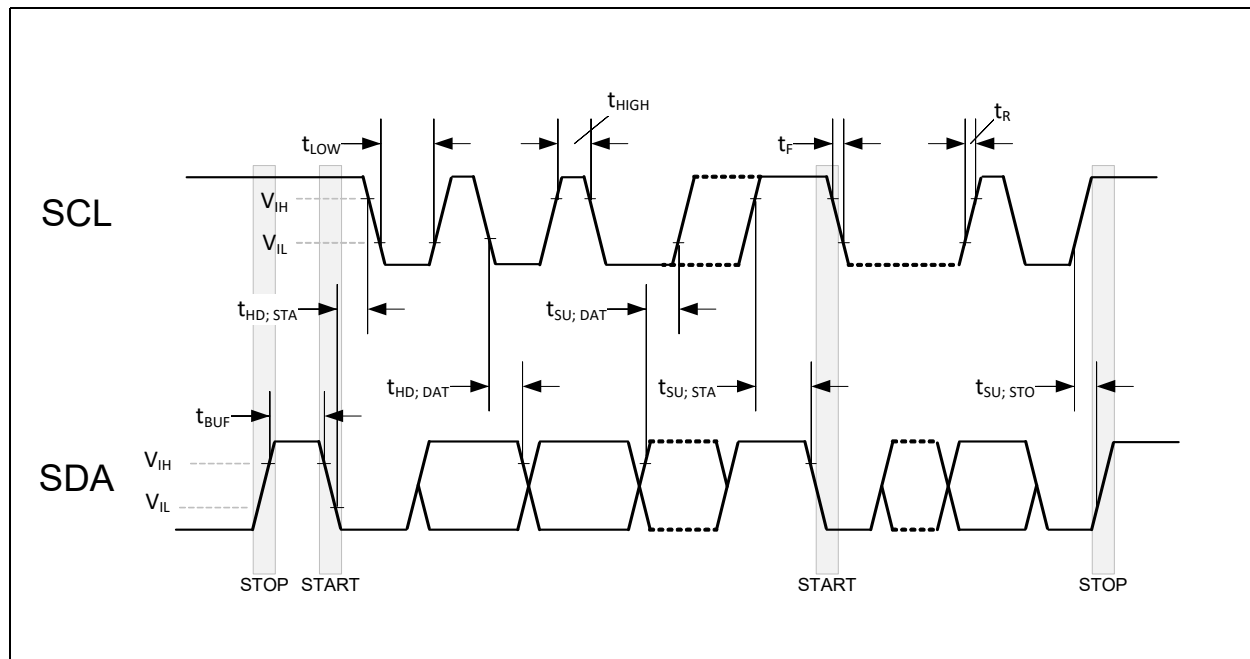 tHIGH
tR
tLOW
tF
SCL
VIH
VIL
tHD; STA
tSU; DAT
tHD; DAT
tSU; STA
tSU; STO
tBUF
VIH
SDA
VIL
STOP
START
START
STOP